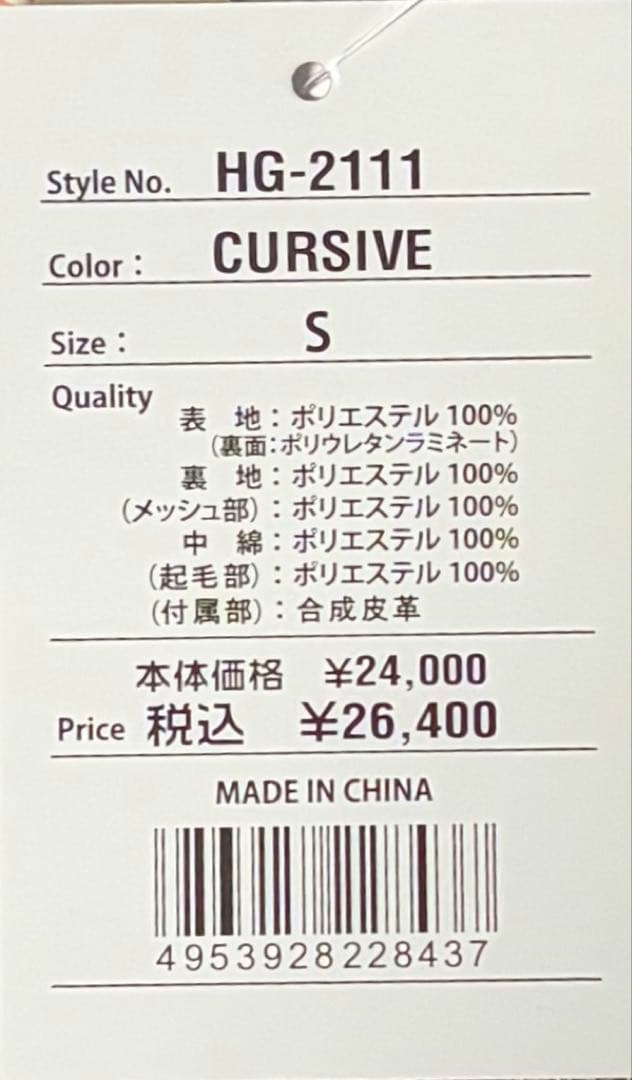 Style No. HG-2111
Color : CURSIVE
Size : S
Quality
表 地 : ポリエステル 100%
(裏面:ポリウレタンラミネート)
裏 地 : ポリエステル 100%
(メッシュ部) : ポリエステル 100%
中 綿 : ポリエステル 100%
(起毛部) : ポリエステル 100%
(付属部) : 合成皮革
本体価格 ¥24,000
Price 税込 ¥26,400
MADE IN CHINA
4953928228437